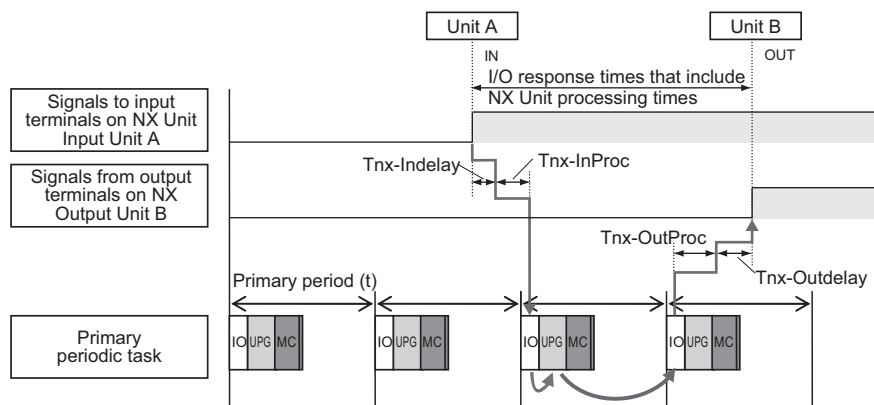 Unit A
Unit B
IN
OUT
I/O response times that include
NX Unit processing times
Signals to input
terminals on NX Unit
Input Unit A
Tnx-Indelay
Tnx-InProc
Signals from output
terminals on NX
Output Unit B
Tnx-OutProc
Tnx-Outdelay
Primary period (t)
Primary
periodic task
IO UPG MC
IO UPG MC
IO UPG MC
IO UPG MC